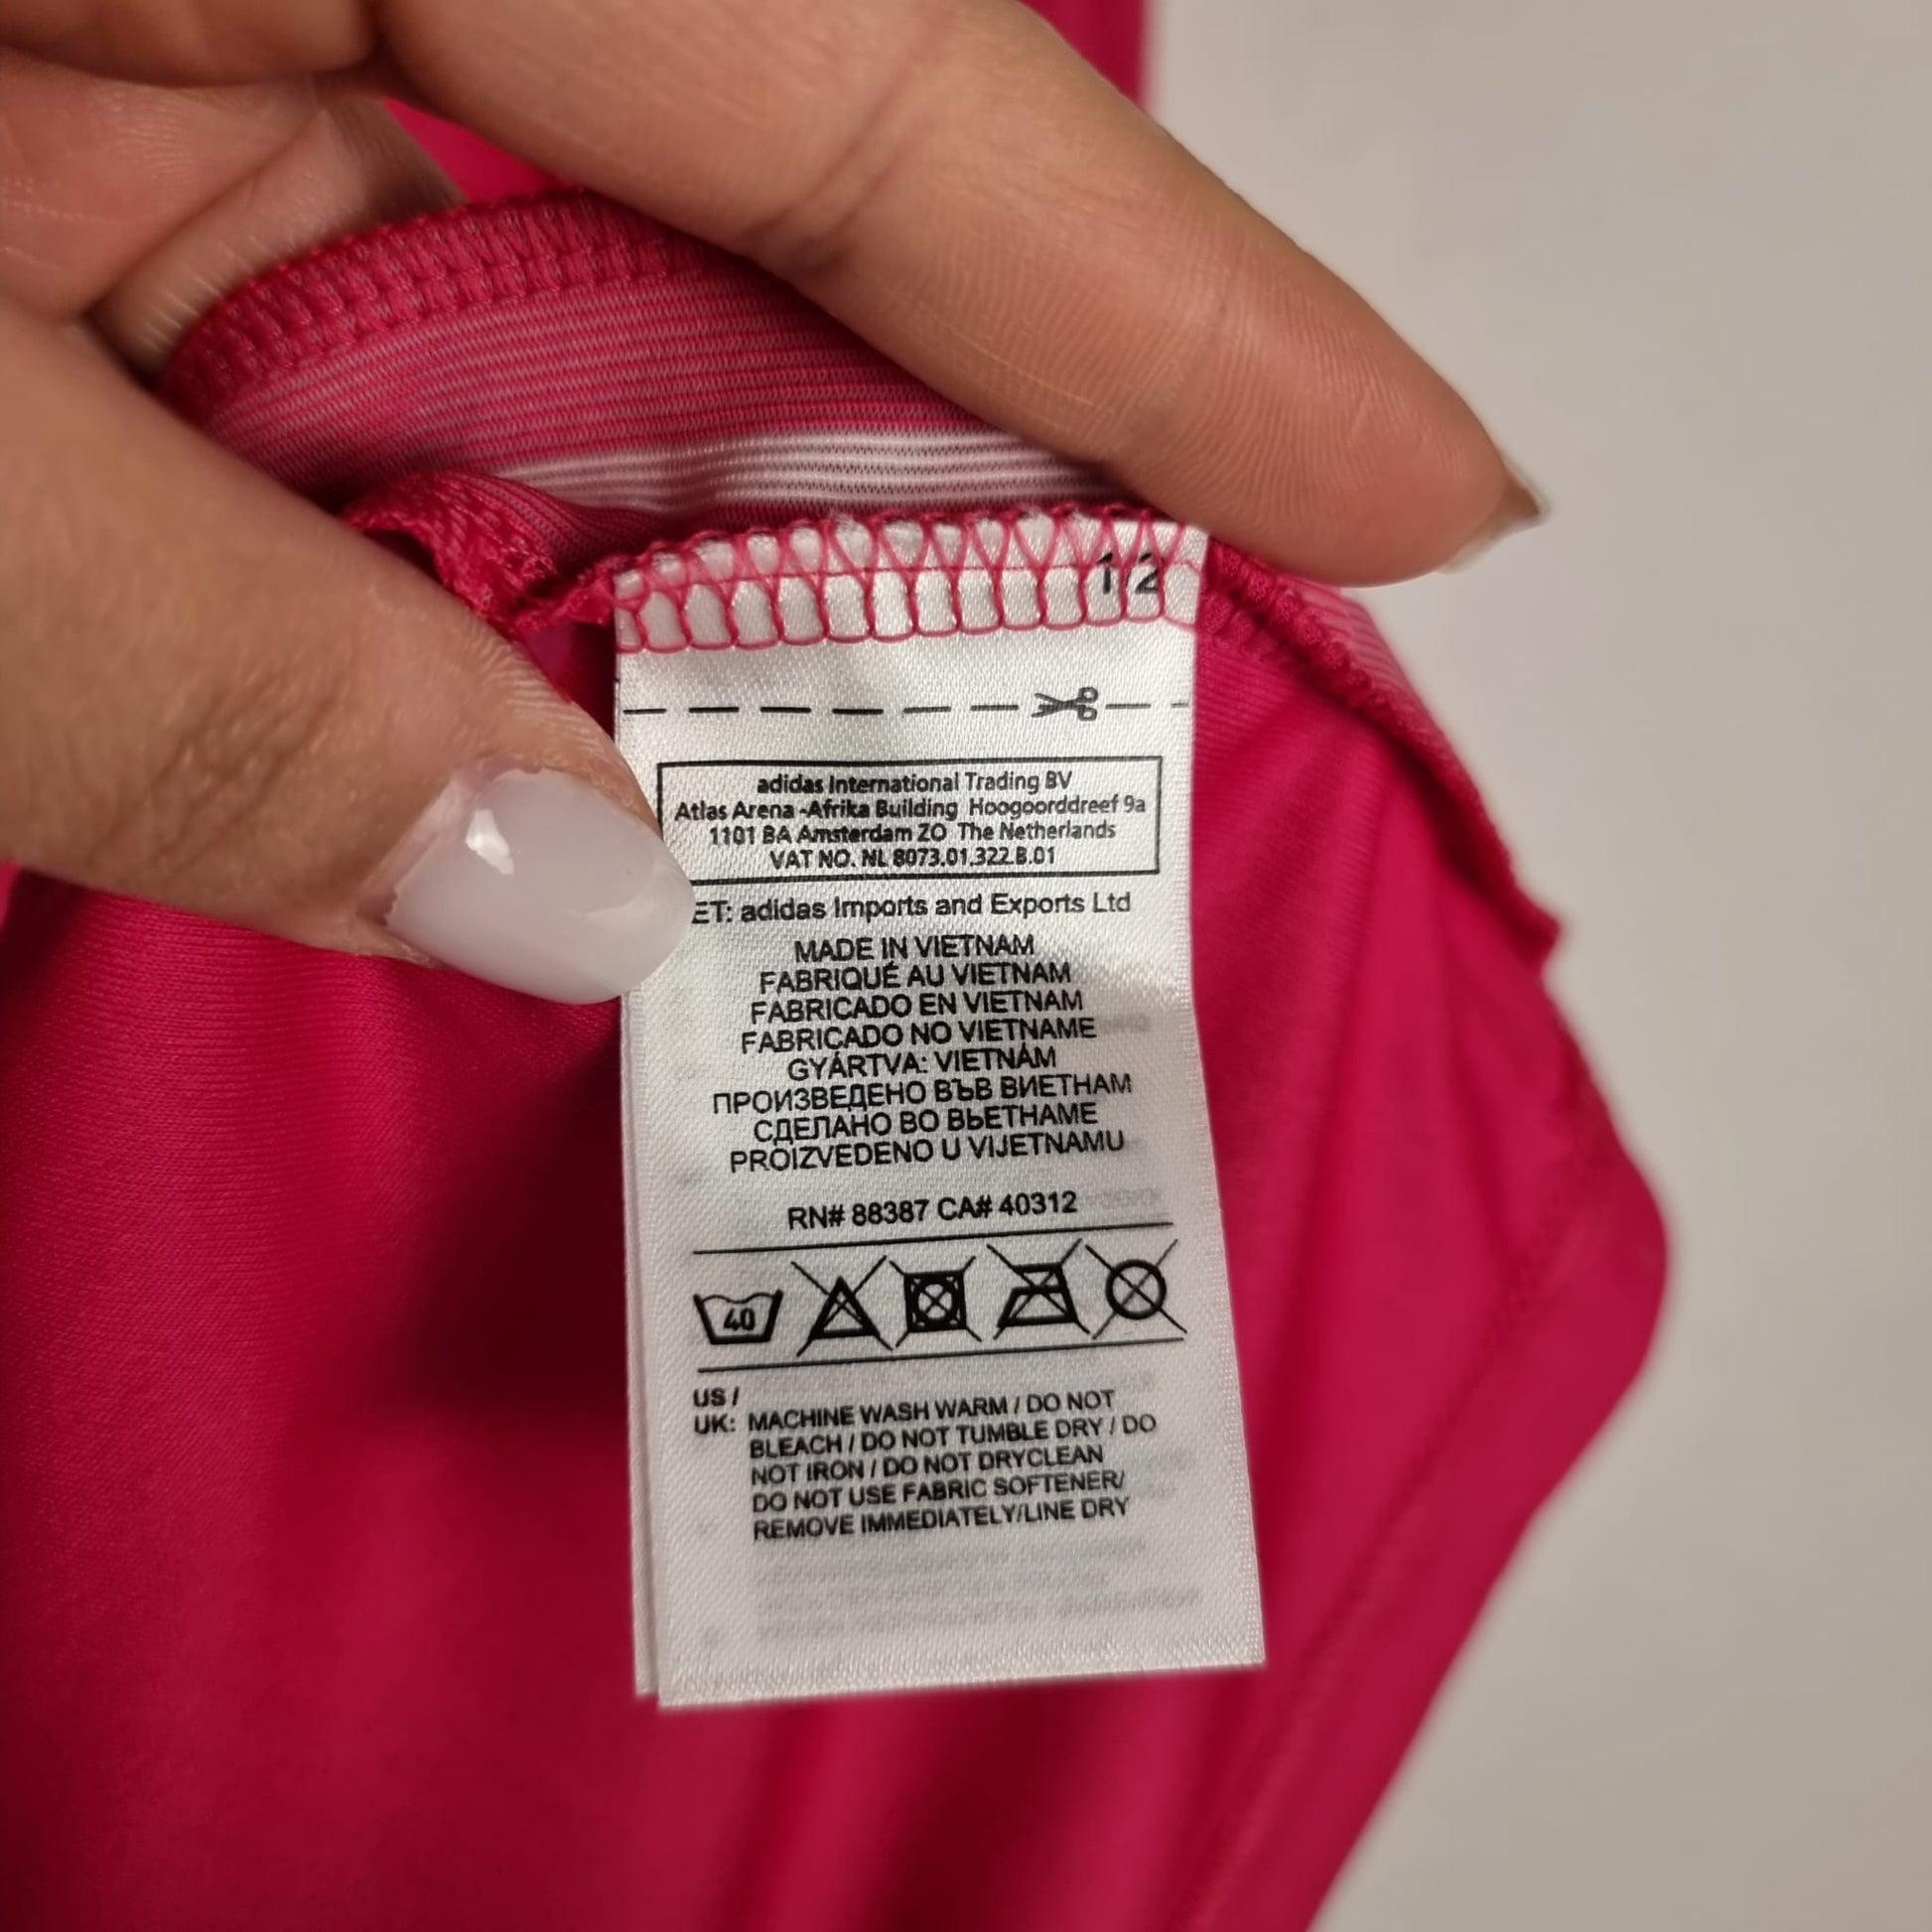 1/2
adidas International Trading BV
Atlas Arena -Afrika Building Hoogoorddreef 9a
1101 BA Amsterdam ZO The Netherlands
VAT NO. NL 8073.01.322.B.01
ET: adidas Imports and Exports Ltd
MADE IN VIETNAM
FABRIQUÉ AU VIETNAM
FABRICADO EN VIETNAM
FABRICADO NO VIETNAME
GYÁRTVA: VIETNÁM
ПРОИЗВЕДЕНО ВЪВ ВИЕТНАМ
СДЕЛАНО ВО ВЬЕТНАМЕ
PROIZVEDENO U VIJETNAMU
RN# 88387 CA# 40312
40
US /
UK: MACHINE WASH WARM / DO NOT
BLEACH / DO NOT TUMBLE DRY / DO
NOT IRON / DO NOT DRYCLEAN
DO NOT USE FABRIC SOFTENER/
REMOVE IMMEDIATELY/LINE DRY